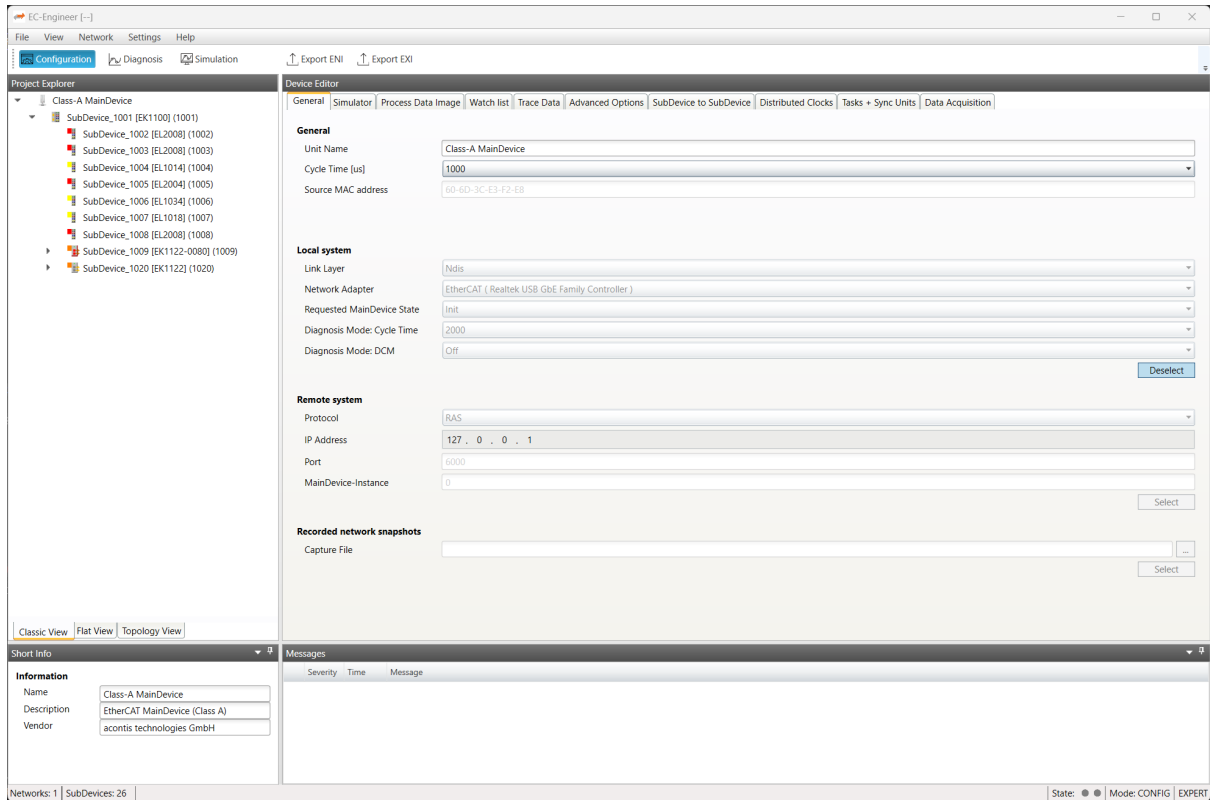 EC-Engineer [--]
File View Network Settings Help
Configuration Diagnosis Simulation Export ENI Export EXI
Project Explorer
Class-A MainDevice
SubDevice_1001 [EK1100] (1001)
SubDevice_1002 [EL2008] (1002)
SubDevice_1003 [EL2008] (1003)
SubDevice_1004 [EL1014] (1004)
SubDevice_1005 [EL2004] (1005)
SubDevice_1006 [EL1034] (1006)
SubDevice_1007 [EL1018] (1007)
SubDevice_1008 [EL2008] (1008)
SubDevice_1009 [EK1122-0080] (1009)
SubDevice_1020 [EK1122] (1020)
Classic View Flat View Topology View
Device Editor
General Simulator Process Data Image Watch list Trace Data Advanced Options SubDevice to SubDevice Distributed Clocks Tasks + Sync Units Data Acquisition
General
Unit Name Class-A MainDevice
Cycle Time [us] 1000
Source MAC address 60-6D-3C-E3-F2-E8
Local system
Link Layer Ndis
Network Adapter EtherCAT ( Realtek USB GbE Family Controller )
Requested MainDevice State Init
Diagnosis Mode: Cycle Time 2000
Diagnosis Mode: DCM Off
Deselect
Remote system
Protocol RAS
IP Address 127 . 0 . 0 . 1
Port 6000
MainDevice-Instance 0
Select
Recorded network snapshots
Capture File ...
Select
Short Info
Information
Name Class-A MainDevice
Description EtherCAT MainDevice (Class A)
Vendor acontis technologies GmbH
Messages
Severity Time Message
Networks: 1 SubDevices: 26 State: Mode: CONFIG EXPERT